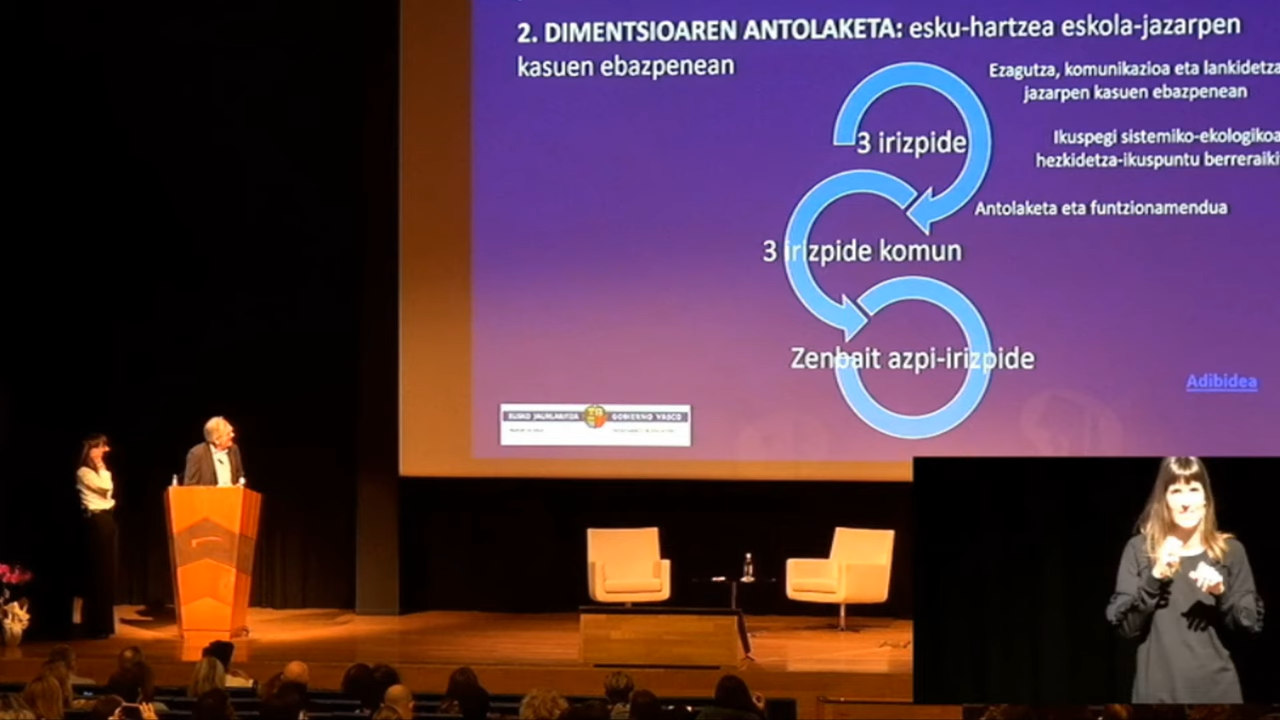 2. DIMENTSIOAREN ANTOLAKETA: esku-hartzea eskola-jazarpen
kasuen ebazpenean
Ezagutza, komunikazioa eta lankidetza
jazarpen kasuen ebazpenean
3 irizpide
Ikuspegi sistemiko-ekologikoa
hezkidetza-ikuspuntu berreraiki
Antolaketa eta funtzionamendua
3 irizpide komun
Zenbait azpi-irizpide
Adibidea
EUSKO JAURLARITZA GOBIERNO VASCO